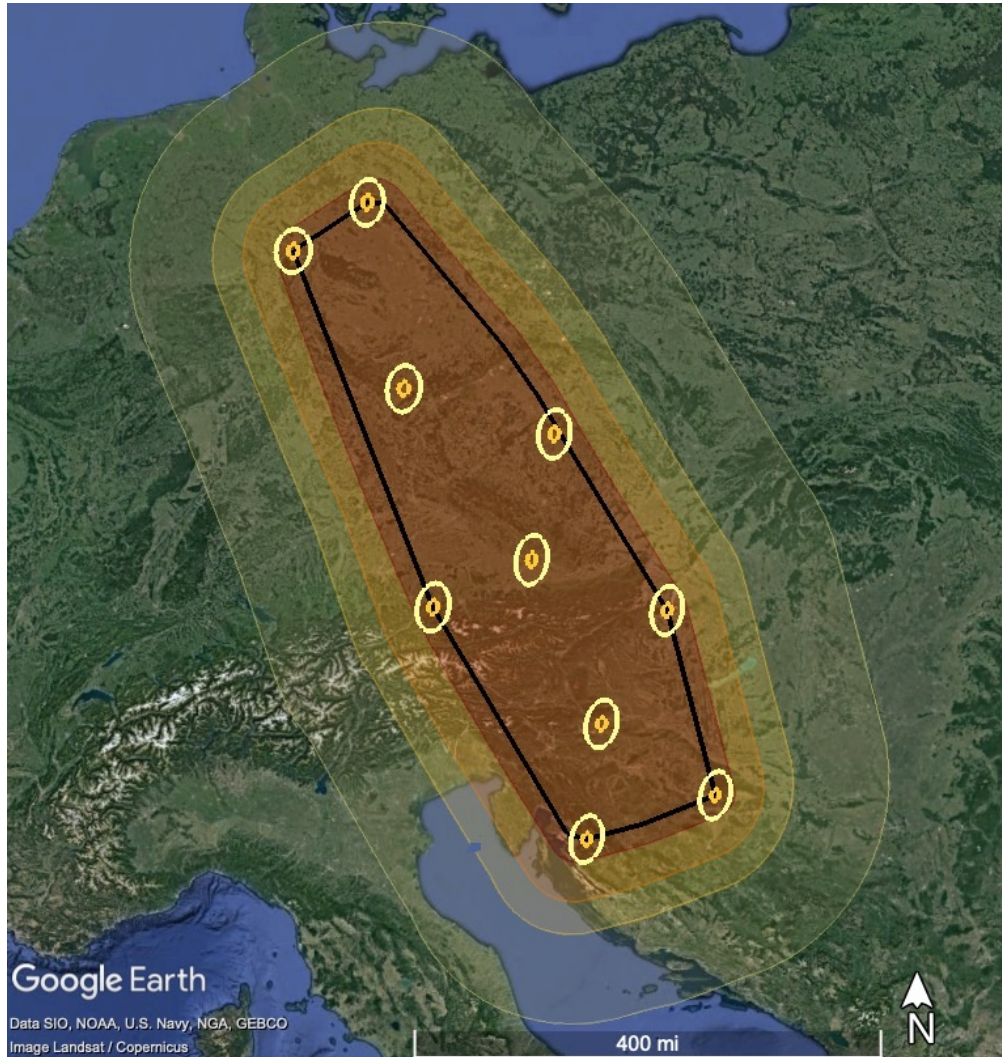 Google Earth
Data SIO, NOAA, U.S. Navy, NGA, GEBCO
Image Landsat / Copernicus
400 mi
N